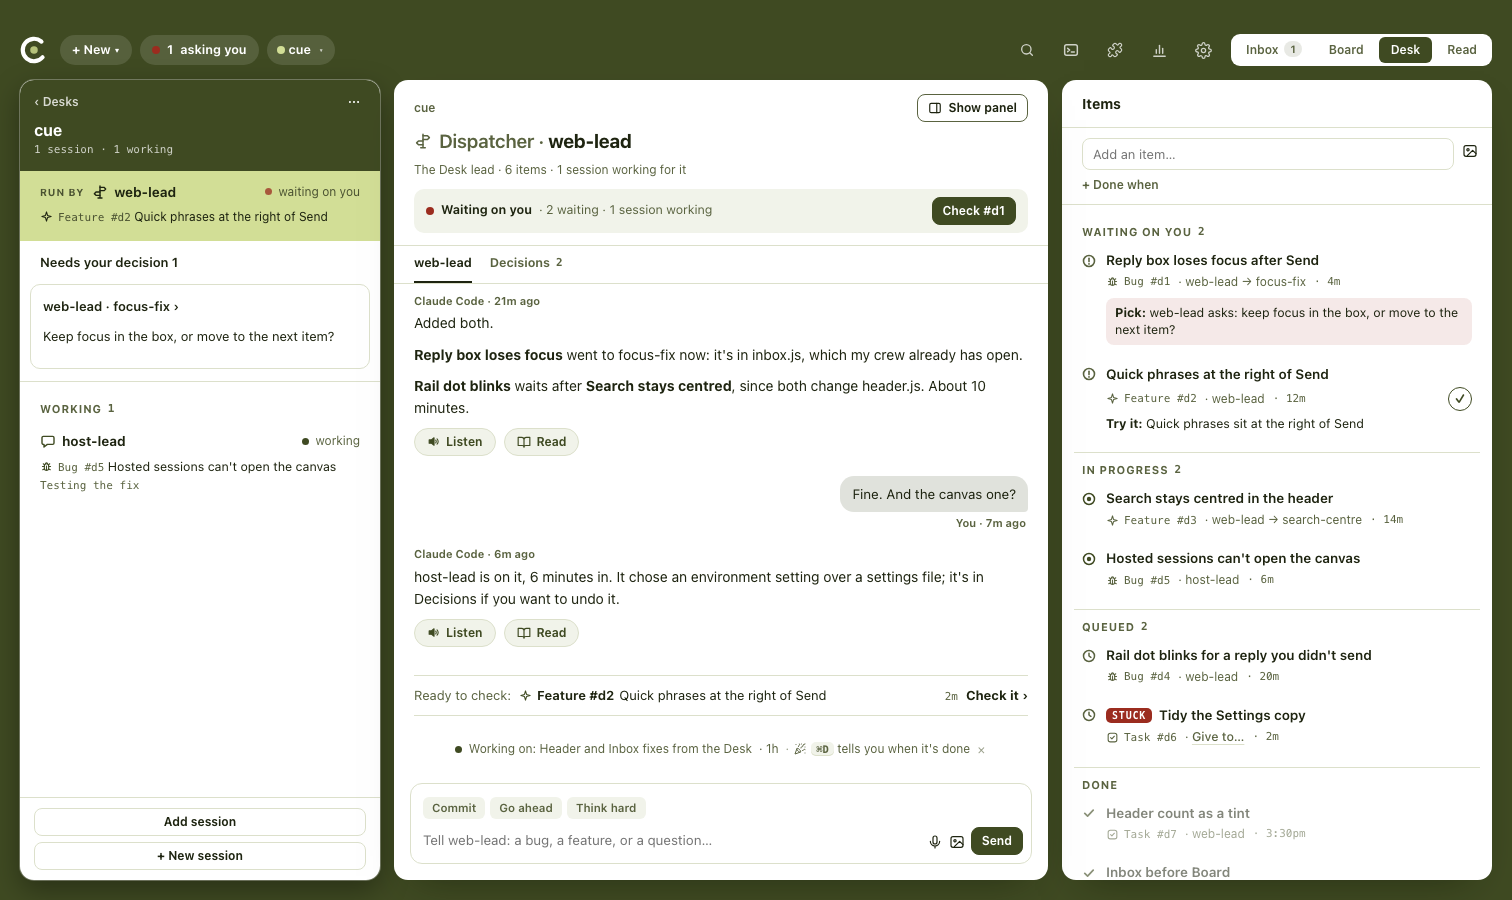 + New ▾
1 asking you
cue ·
Inbox 1
Board
Desk
Read
‹ Desks
···
cue
1 session · 1 working
RUN BY web-lead
waiting on you
Feature #d2 Quick phrases at the right of Send
Needs your decision 1
web-lead · focus-fix ›
Keep focus in the box, or move to the next item?
WORKING 1
host-lead
working
Bug #d5 Hosted sessions can't open the canvas
Testing the fix
Add session
+ New session
cue
Show panel
Dispatcher · web-lead
The Desk lead · 6 items · 1 session working for it
Waiting on you · 2 waiting · 1 session working
Check #d1
web-lead
Decisions 2
Claude Code · 21m ago
Added both.
Reply box loses focus went to focus-fix now: it's in inbox.js, which my crew already has open.
Rail dot blinks waits after Search stays centred, since both change header.js. About 10
minutes.
Listen
Read
Fine. And the canvas one?
You · 7m ago
Claude Code · 6m ago
host-lead is on it, 6 minutes in. It chose an environment setting over a settings file; it's in
Decisions if you want to undo it.
Listen
Read
Ready to check: Feature #d2 Quick phrases at the right of Send
2m Check it ›
Working on: Header and Inbox fixes from the Desk · 1h · ⌘D tells you when it's done ×
Commit
Go ahead
Think hard
Tell web-lead: a bug, a feature, or a question...
Send
Items
Add an item...
+ Done when
WAITING ON YOU 2
Reply box loses focus after Send
Bug #d1 · web-lead → focus-fix · 4m
Pick: web-lead asks: keep focus in the box, or move to the
next item?
Quick phrases at the right of Send
Feature #d2 · web-lead · 12m
Try it: Quick phrases sit at the right of Send
IN PROGRESS 2
Search stays centred in the header
Feature #d3 · web-lead → search-centre · 14m
Hosted sessions can't open the canvas
Bug #d5 · host-lead · 6m
QUEUED 2
Rail dot blinks for a reply you didn't send
Bug #d4 · web-lead · 20m
STUCK Tidy the Settings copy
Task #d6 · Give to... · 2m
DONE
Header count as a tint
Task #d7 · web-lead · 3:30pm
Inbox before Board